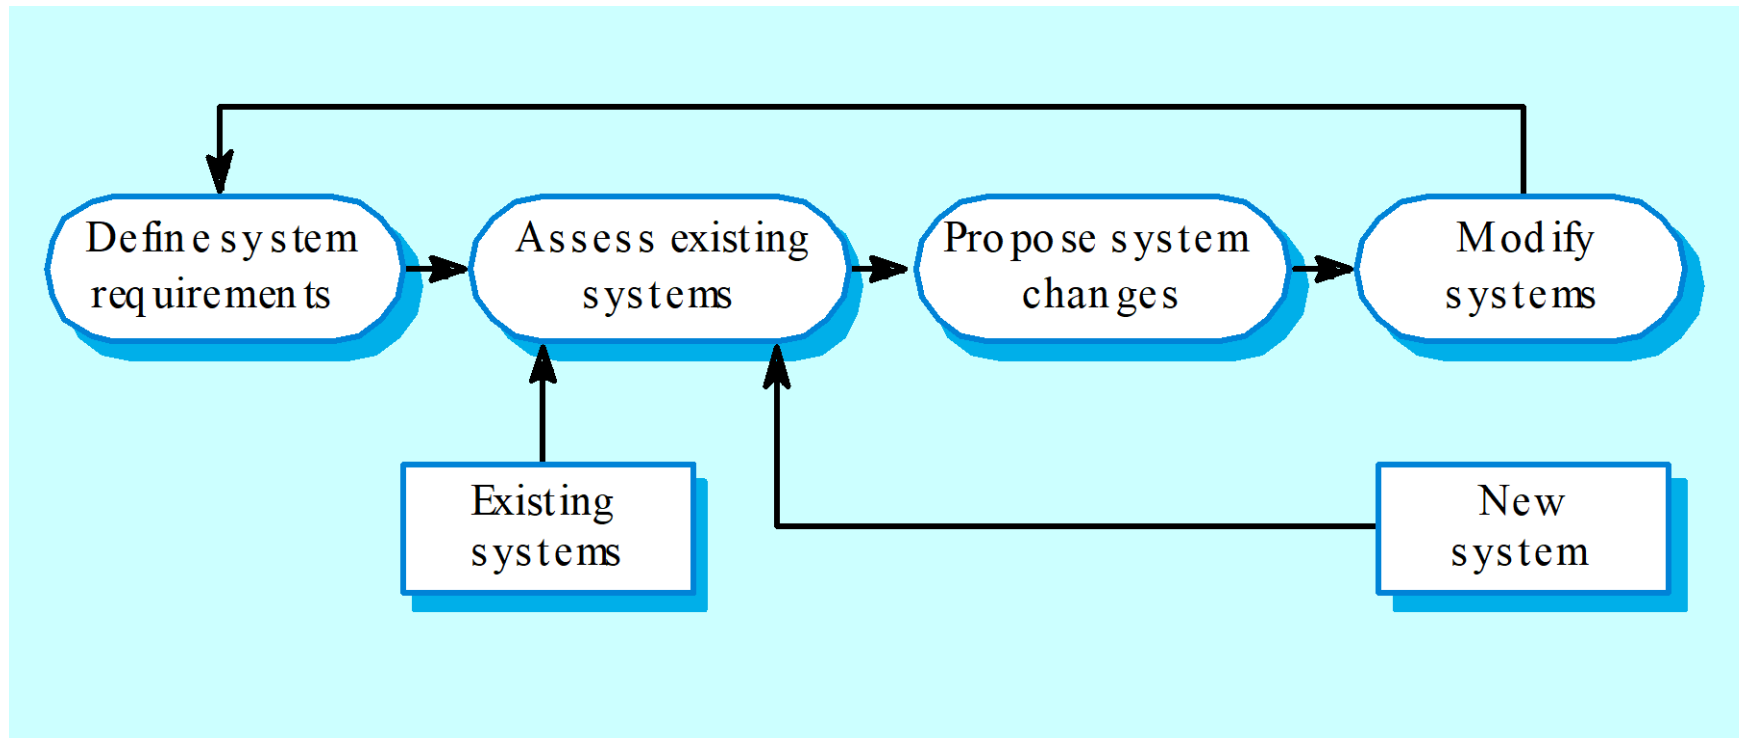 Define system
requirements
Assess existing
systems
Propose system
changes
Modify
systems
Existing
systems
New
system